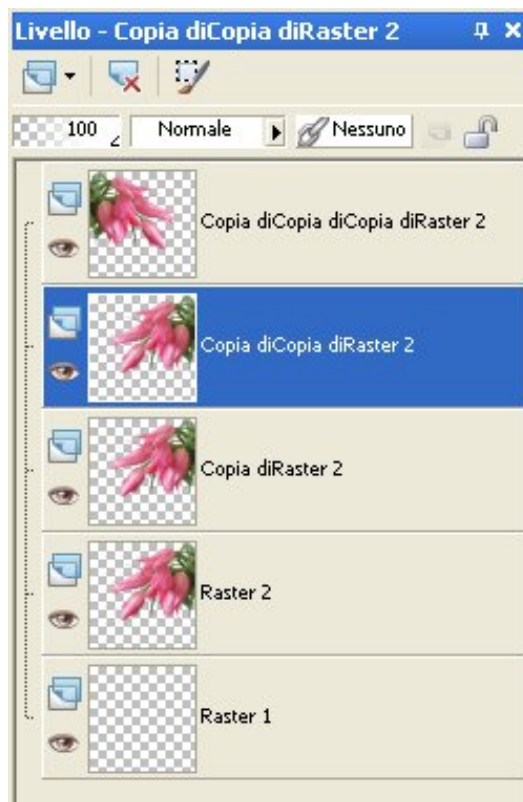 Livello - Copia diCopia diRaster 2
100 Normale Nessuno
Copia diCopia diCopia diRaster 2
Copia diCopia diRaster 2
Copia diRaster 2
Raster 2
Raster 1